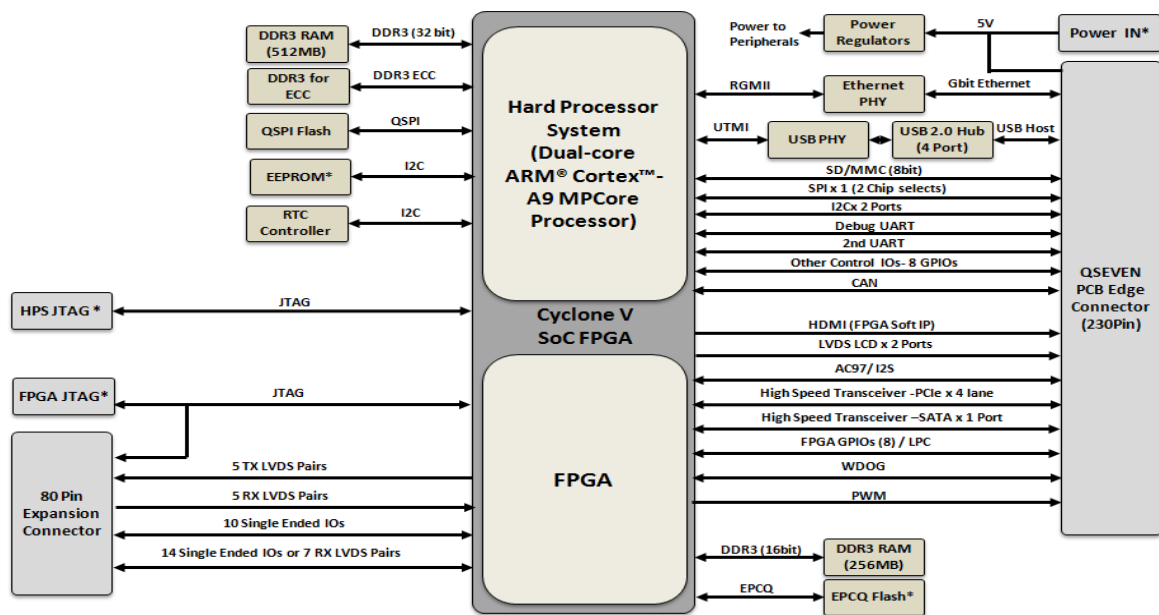 DDR3 RAM
(512MB)
DDR3 (32 bit)
DDR3 for
ECC
DDR3 ECC
QSPI Flash
QSPI
EEPROM*
I2C
RTC
Controller
I2C
HPS JTAG *
JTAG
FPGA JTAG*
JTAG
80 Pin
Expansion
Connector
5 TX LVDS Pairs
5 RX LVDS Pairs
10 Single Ended IOs
14 Single Ended IOs or 7 RX LVDS Pairs
Hard Processor
System
(Dual-core
ARM® Cortex™-
A9 MPCore
Processor)
Cyclone V
SoC FPGA
FPGA
Power to
Peripherals
Power
Regulators
5V
Power IN*
RGMII
Ethernet
PHY
Gbit Ethernet
UTMI
USB PHY
USB 2.0 Hub
(4 Port)
USB Host
SD/MMC (8bit)
SPI x 1 (2 Chip selects)
I2Cx 2 Ports
Debug UART
2nd UART
Other Control IOs- 8 GPIOs
CAN
HDMI (FPGA Soft IP)
LVDS LCD x 2 Ports
AC97/ I2S
High Speed Transceiver -PCIe x 4 lane
High Speed Transceiver –SATA x 1 Port
FPGA GPIOs (8) / LPC
WDOG
PWM
QSEVEN
PCB Edge
Connector
(230Pin)
DDR3 (16bit)
DDR3 RAM
(256MB)
EPCQ
EPCQ Flash*